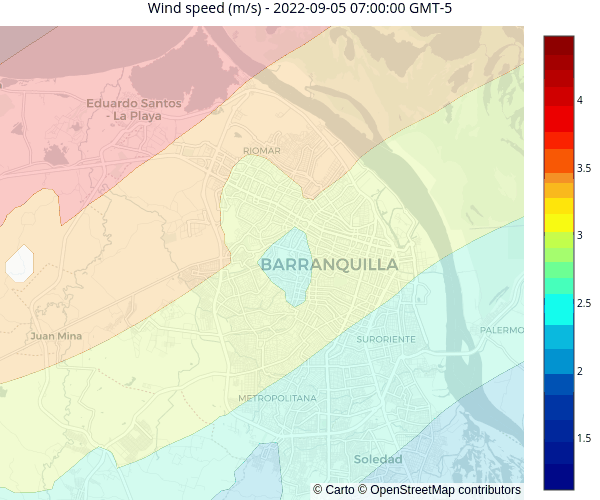 Wind speed (m/s) - 2022-09-05 07:00:00 GMT-5
Eduardo Santos
- La Playa
RIOMAR
BARRANQUILLA
Juan Mina
SURORIENTE
PALERMO
METROPOLITANA
Soledad
© Carto © OpenStreetMap contributors
4
3.5
3
2.5
2
1.5